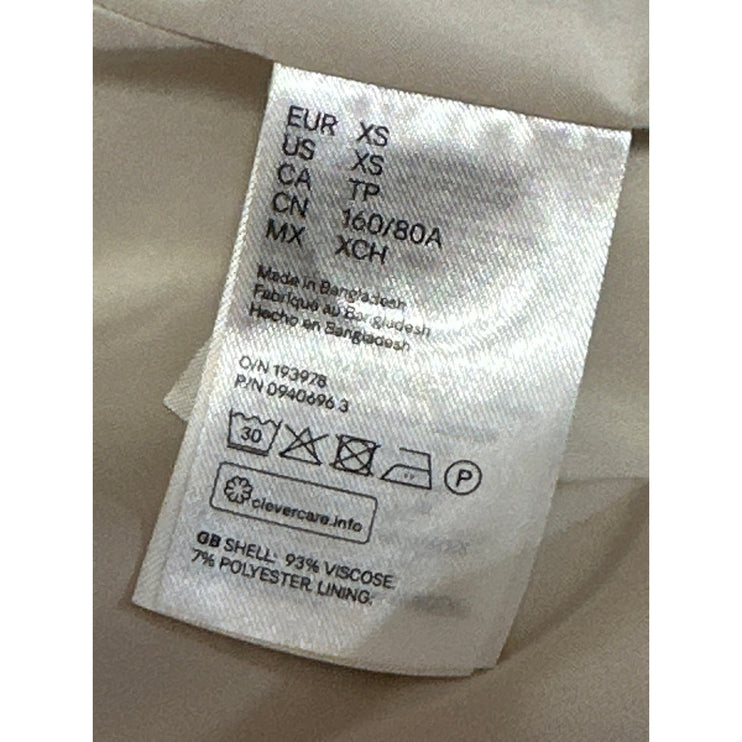 EUR XS
US XS
CA TP
CN 160/80A
MX XCH
Made in Bangladesh
Fabriqué au Bangladesh
Hecho en Bangladesh
O/N 193978
P/N 0940696 3
30 P
clevercare.info
GB SHELL: 93% VISCOSE
7% POLYESTER. LINING: